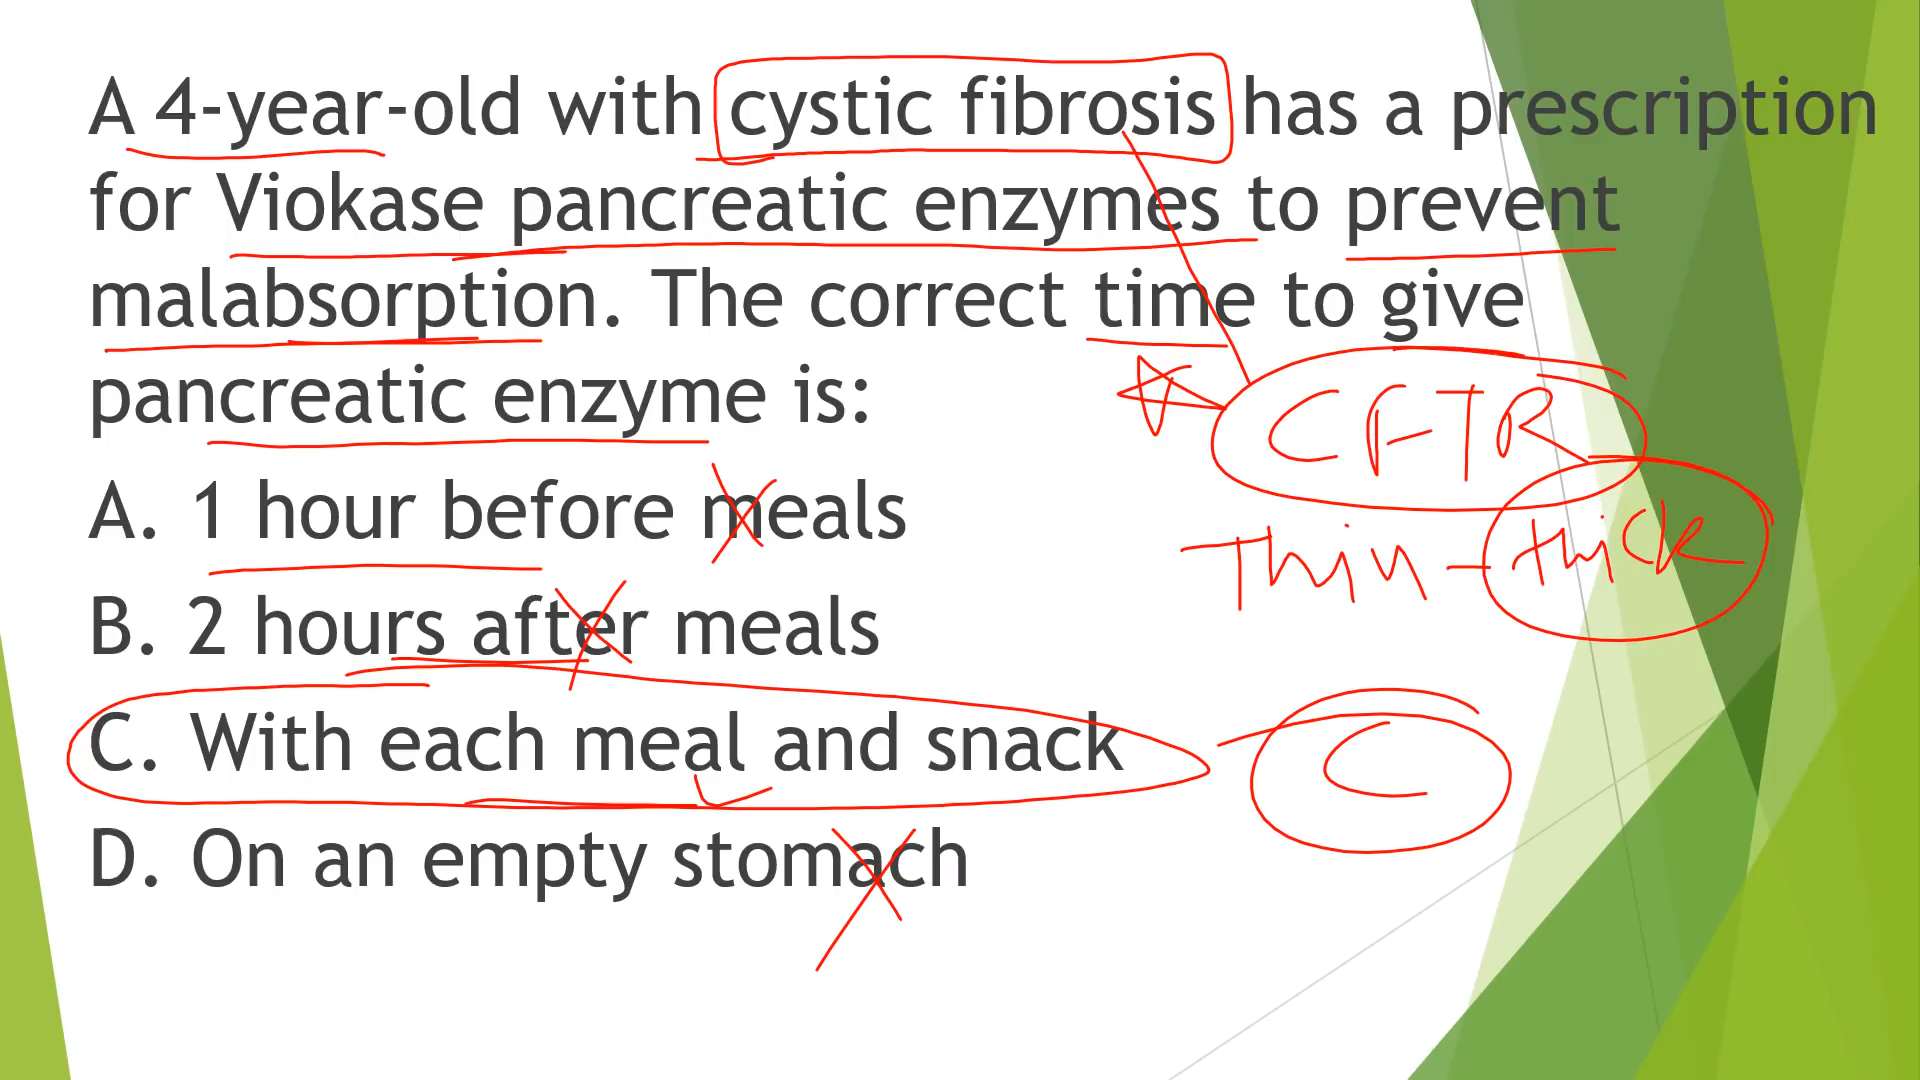 A 4-year-old with cystic fibrosis has a prescription
for Viokase pancreatic enzymes to prevent
malabsorption. The correct time to give
pancreatic enzyme is:
CFTR
A. 1 hour before meals
Thin - thick
B. 2 hours after meals
C. With each meal and snack
C
D. On an empty stomach